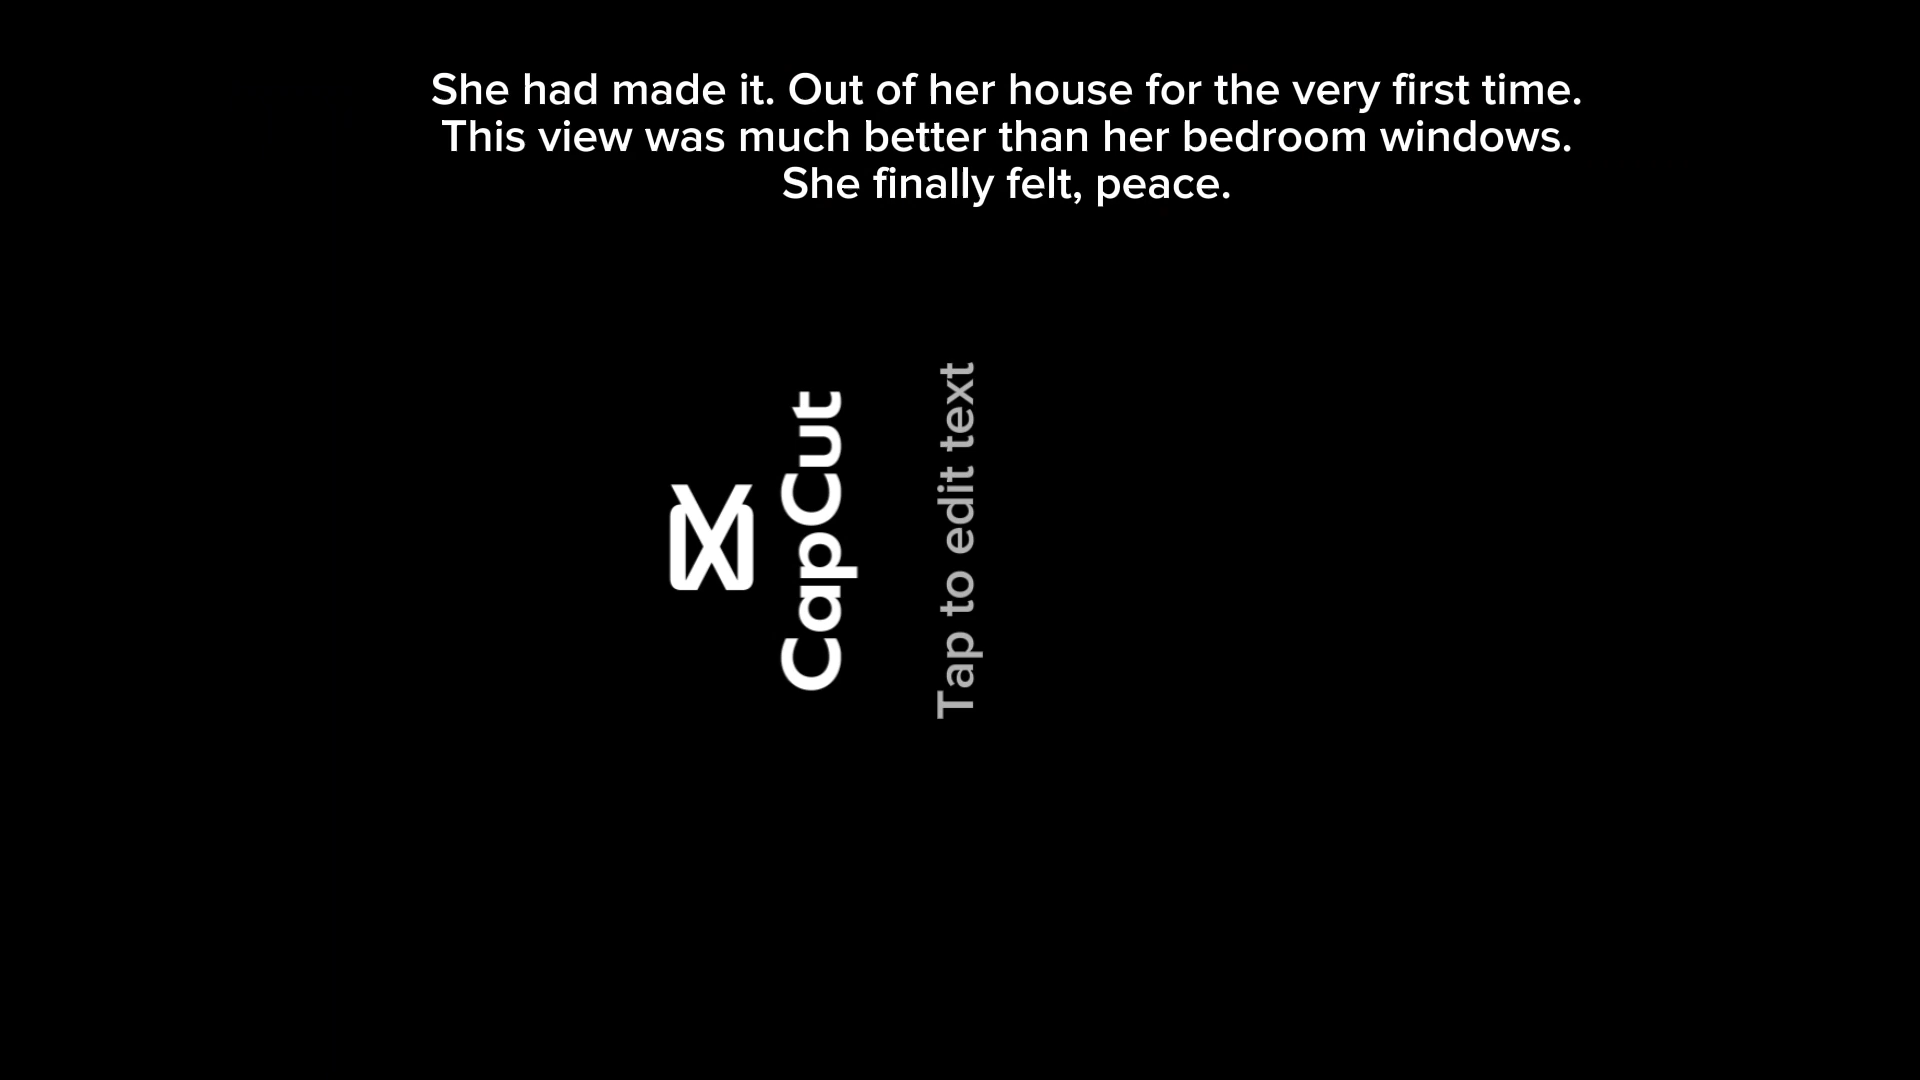 She had made it. Out of her house for the very first time.
This view was much better than her bedroom windows.
She finally felt, peace.
CapCut
Tap to edit text